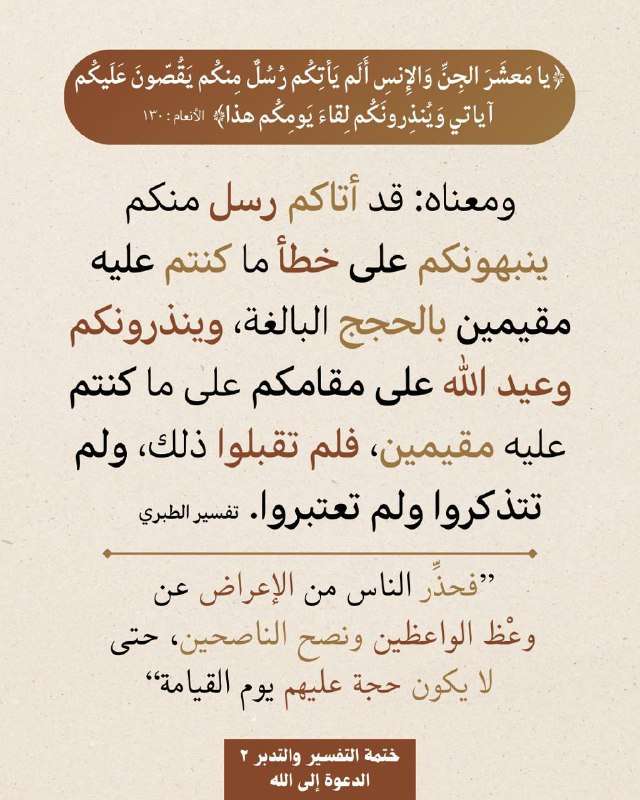 ﴿يا مَعشَرَ الجِنِّ وَالإِنسِ أَلَم يَأتِكُم رُسُلٌ مِنكُم يَقُصّونَ عَلَيكُم
آياتي وَيُنذِرونَكُم لِقاءَ يَومِكُم هذا﴾ الأنعام : ١٣٠
ومعناه: قد أتاكم رسل منكم
ينبهونكم على خطأ ما كنتم عليه
مقيمين بالحجج البالغة، وينذرونكم
وعيد الله على مقامكم على ما كنتم
عليه مقيمين، فلم تقبلوا ذلك، ولم
تتذكروا ولم تعتبروا. تفسير الطبري
”فحذِّر الناس من الإعراض عن
وعْظ الواعظين ونصح الناصحين، حتى
لا يكون حجة عليهم يوم القيامة“
ختمة التفسير والتدبر ٢
الدعوة إلى الله